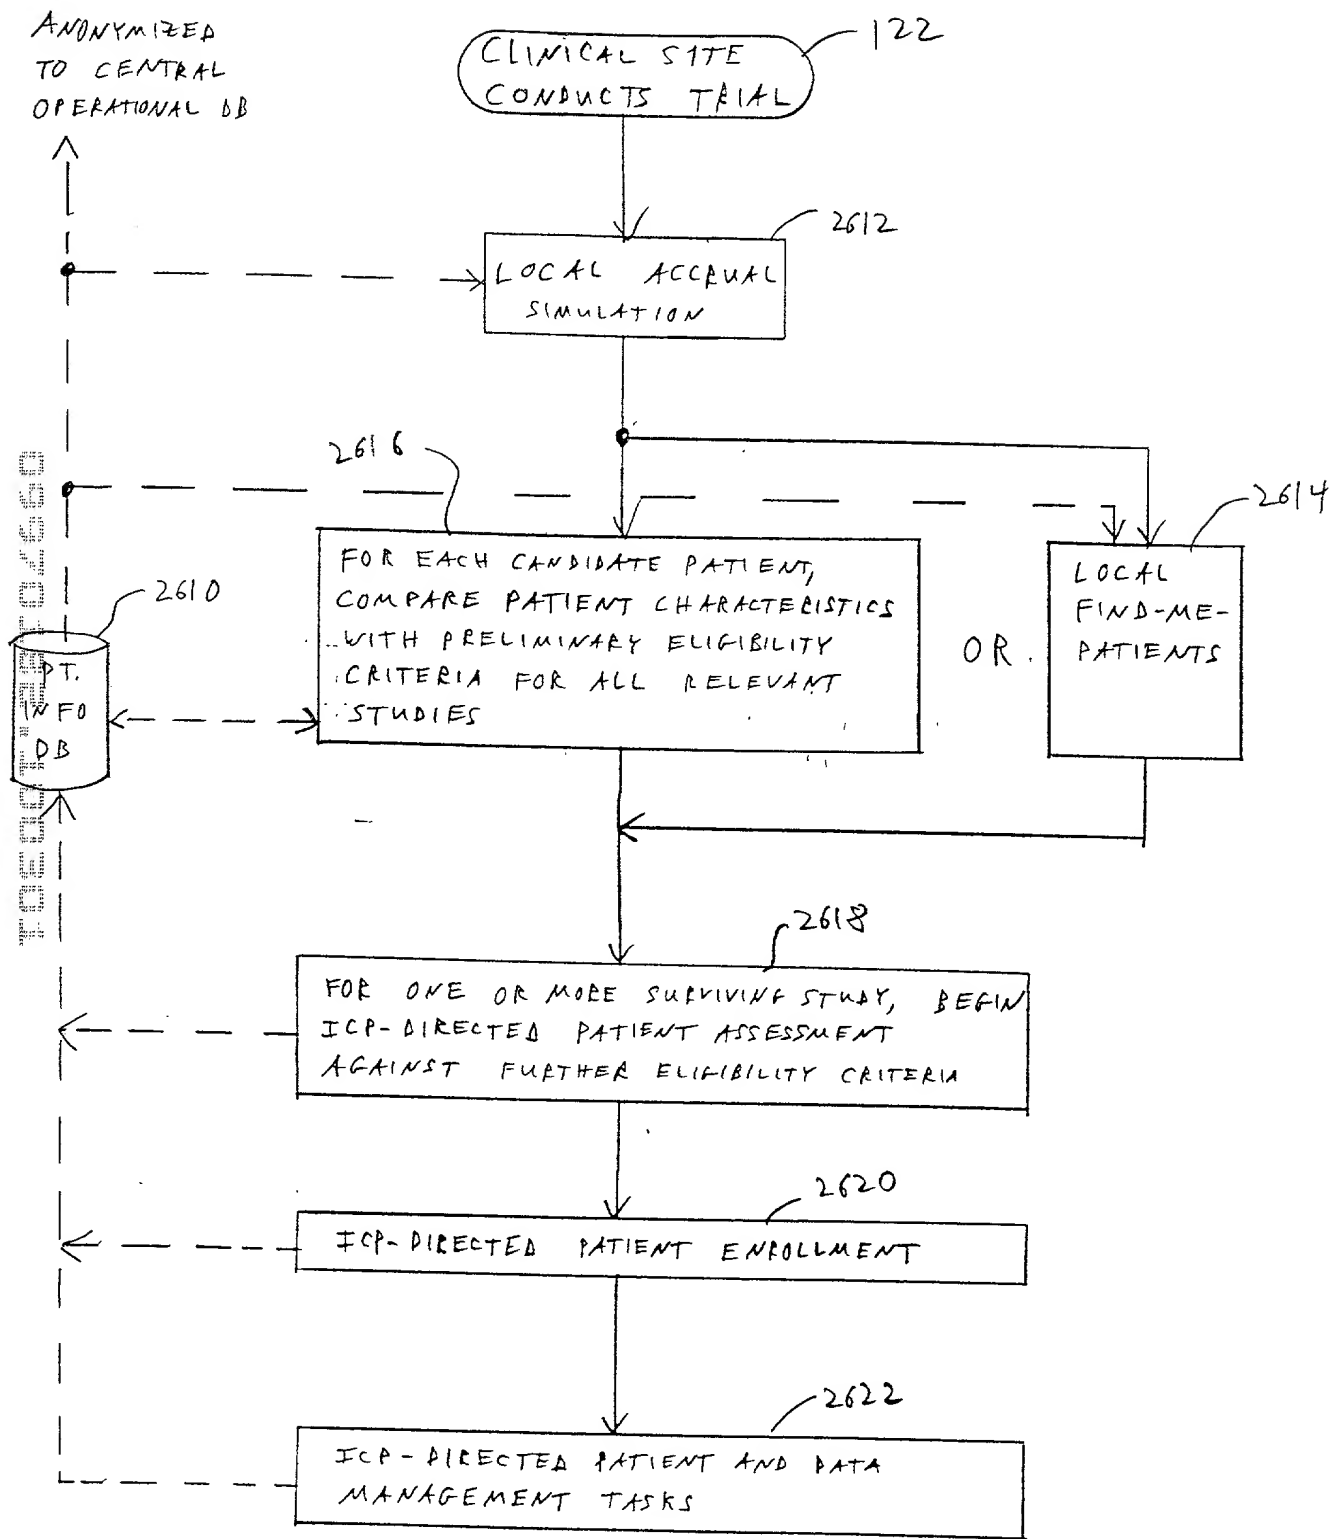 ANONYMIZED
TO CENTRAL
OPERATIONAL DB
CLINICAL SITE
CONDUCTS TRIAL
122
2612
LOCAL ACCRUAL
SIMULATION
2616
2614
FOR EACH CANDIDATE PATIENT,
COMPARE PATIENT CHARACTERISTICS
WITH PRELIMINARY ELIGIBILITY
CRITERIA FOR ALL RELEVANT
STUDIES
OR
LOCAL
FIND-ME-
PATIENTS
2610
PT.
INFO
DB
2618
FOR ONE OR MORE SURVIVING STUDY, BEGIN
ICP-DIRECTED PATIENT ASSESSMENT
AGAINST FURTHER ELIGIBILITY CRITERIA
2620
ICP-DIRECTED PATIENT ENROLLMENT
2622
ICP-DIRECTED PATIENT AND DATA
MANAGEMENT TASKS